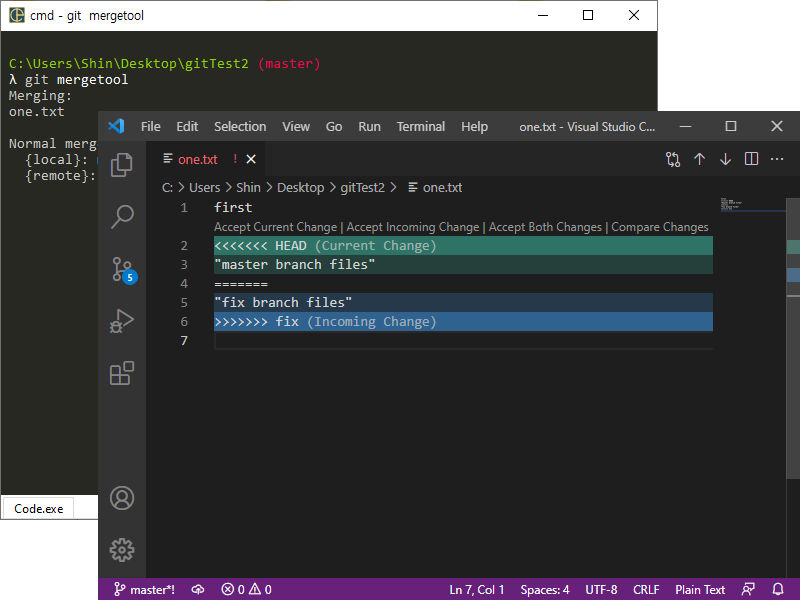 cmd - git mergetool
C:\Users\Shin\Desktop\gitTest2 (master)
λ git mergetool
Merging:
one.txt
Normal merg
{local}:
{remote}:
Code.exe
File Edit Selection View Go Run Terminal Help one.txt - Visual Studio C...
one.txt !
C: > Users > Shin > Desktop > gitTest2 > one.txt
1 first
Accept Current Change | Accept Incoming Change | Accept Both Changes | Compare Changes
2 <<<<<<< HEAD (Current Change)
3 "master branch files"
4 =======
5 "fix branch files"
6 >>>>>>> fix (Incoming Change)
7
5
master*! 0 0 Ln 7, Col 1 Spaces: 4 UTF-8 CRLF Plain Text